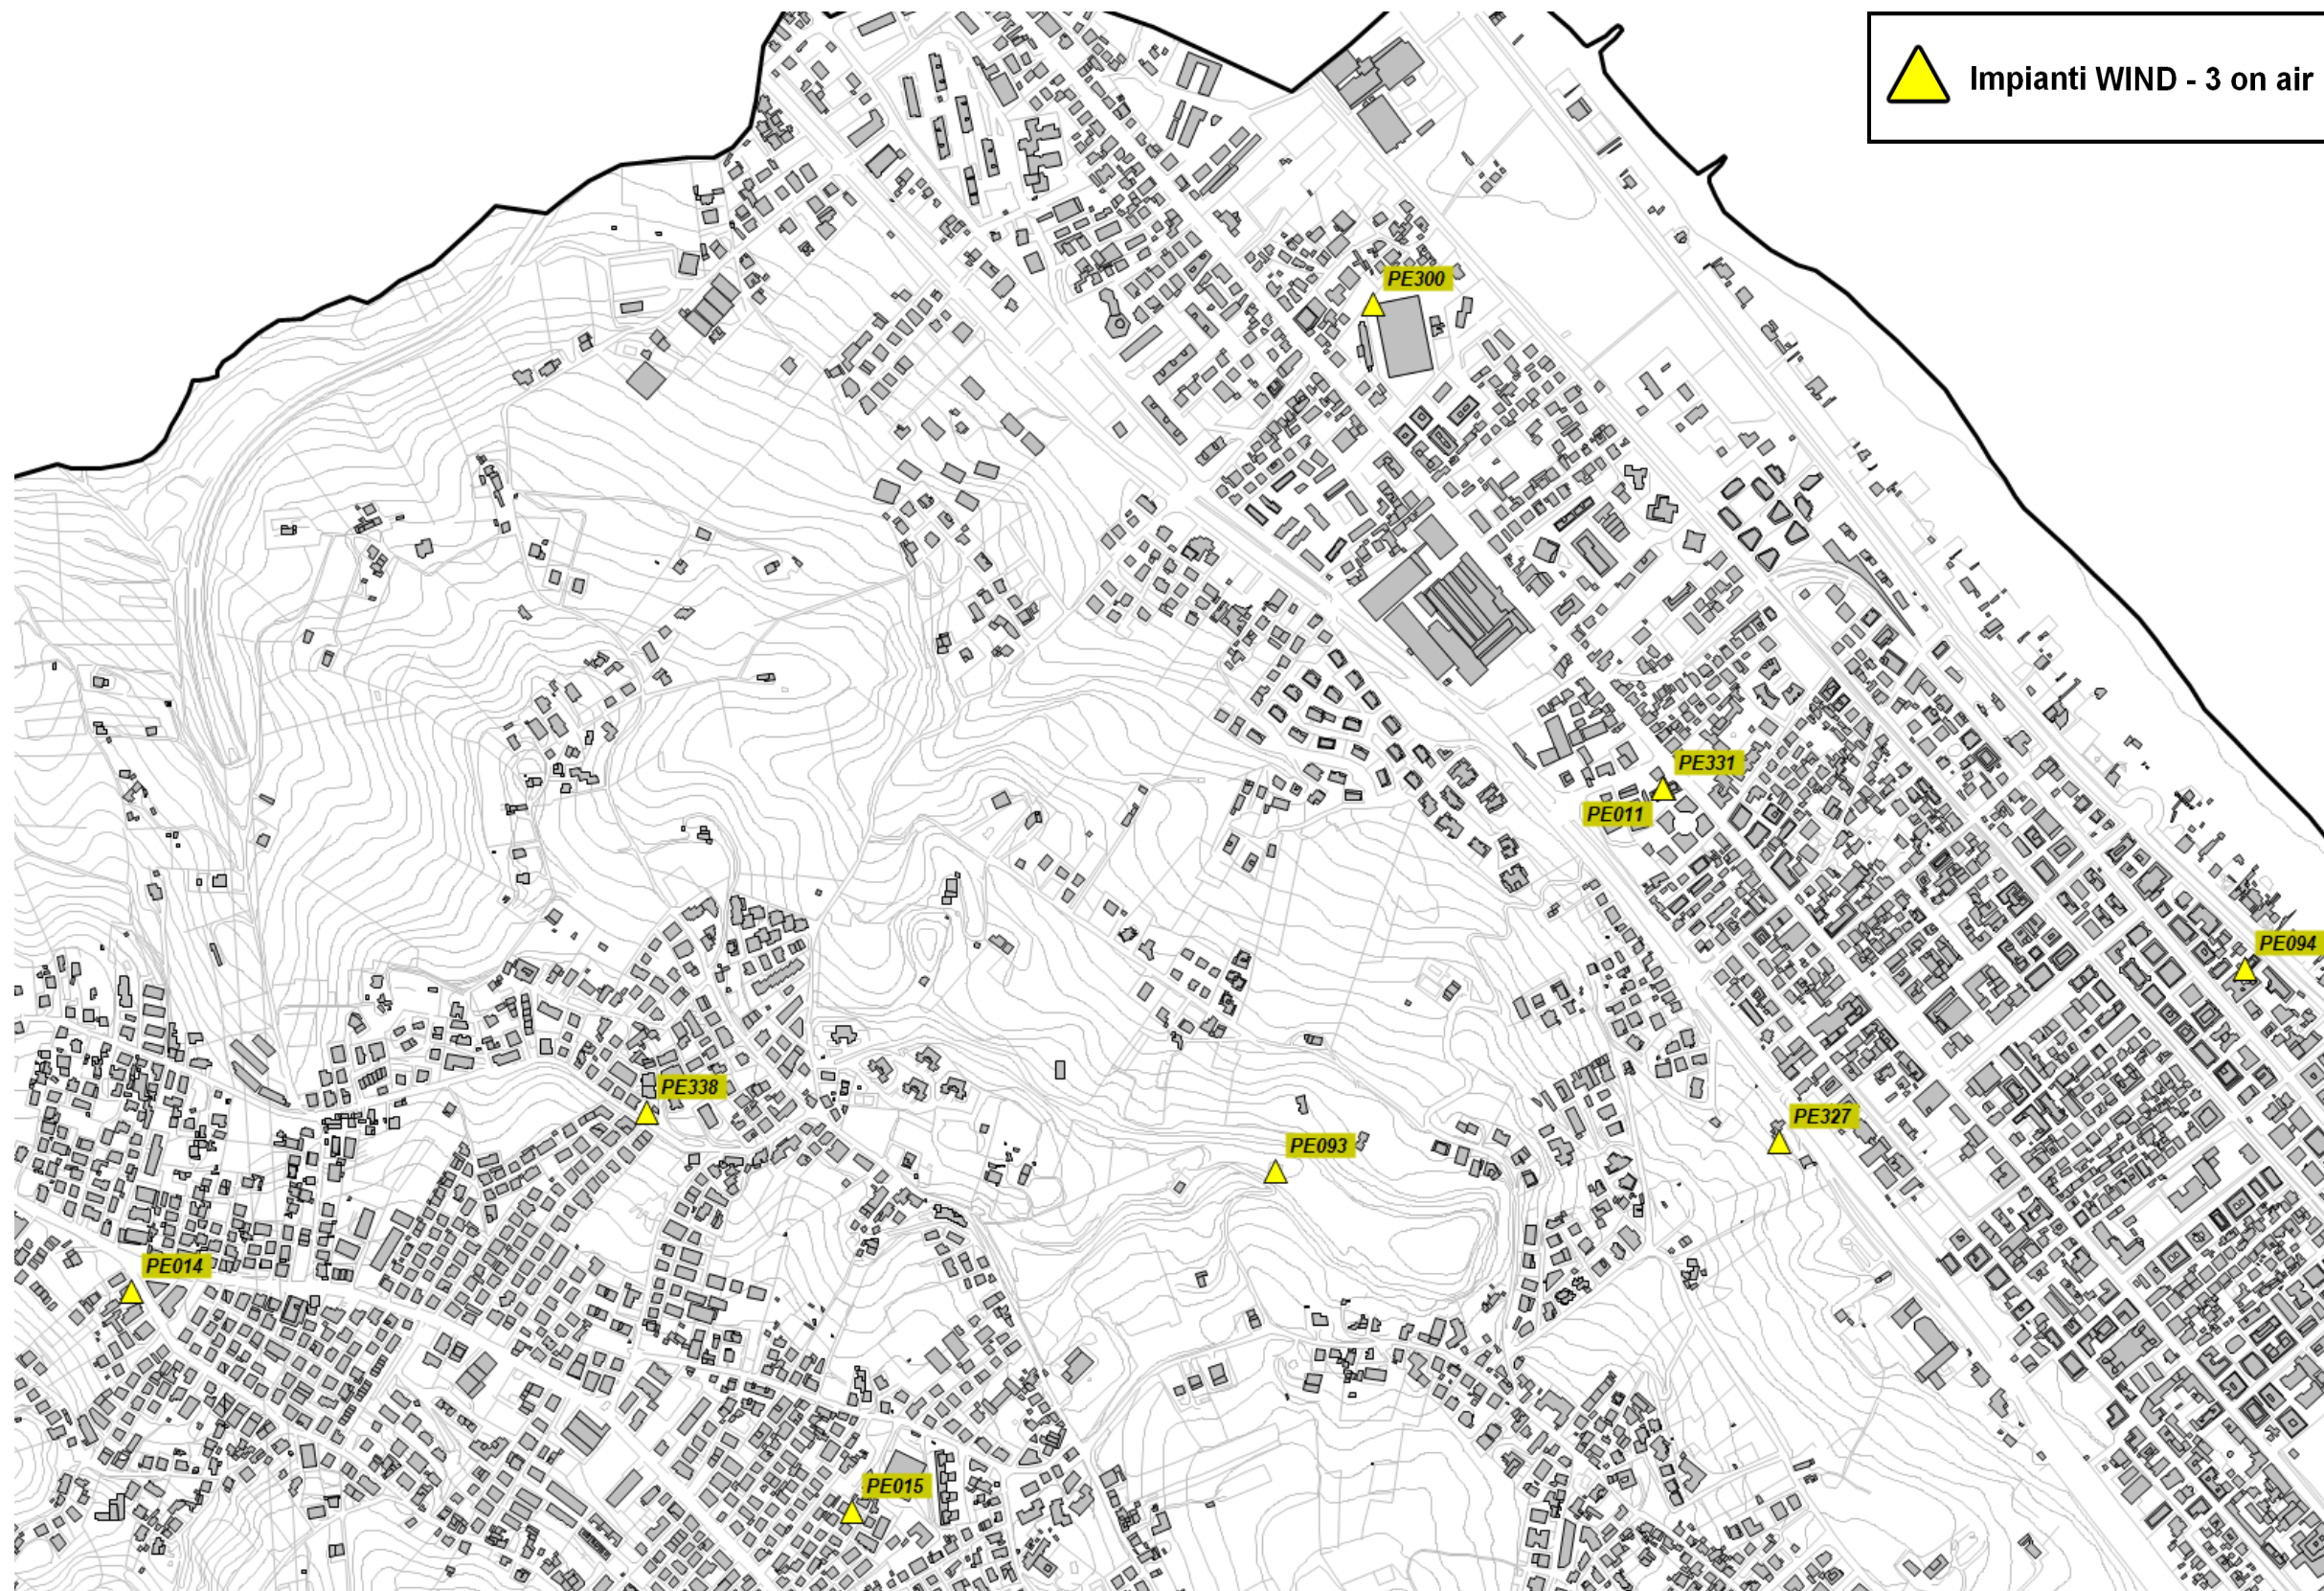 Impianti WIND - 3 on air
PE300
PE331
PE011
PE094
PE338
PE327
PE093
PE014
PE015